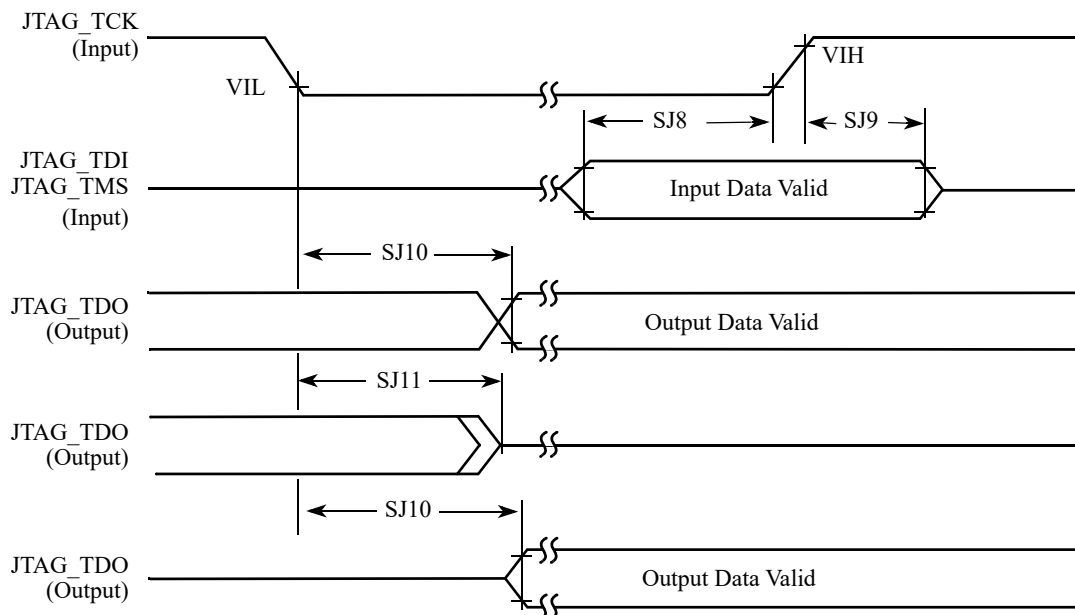 JTAG_TCK
(Input)
VIL
VIH
SJ8
SJ9
JTAG_TDI
JTAG_TMS
(Input)
Input Data Valid
SJ10
JTAG_TDO
(Output)
Output Data Valid
SJ11
JTAG_TDO
(Output)
SJ10
JTAG_TDO
(Output)
Output Data Valid